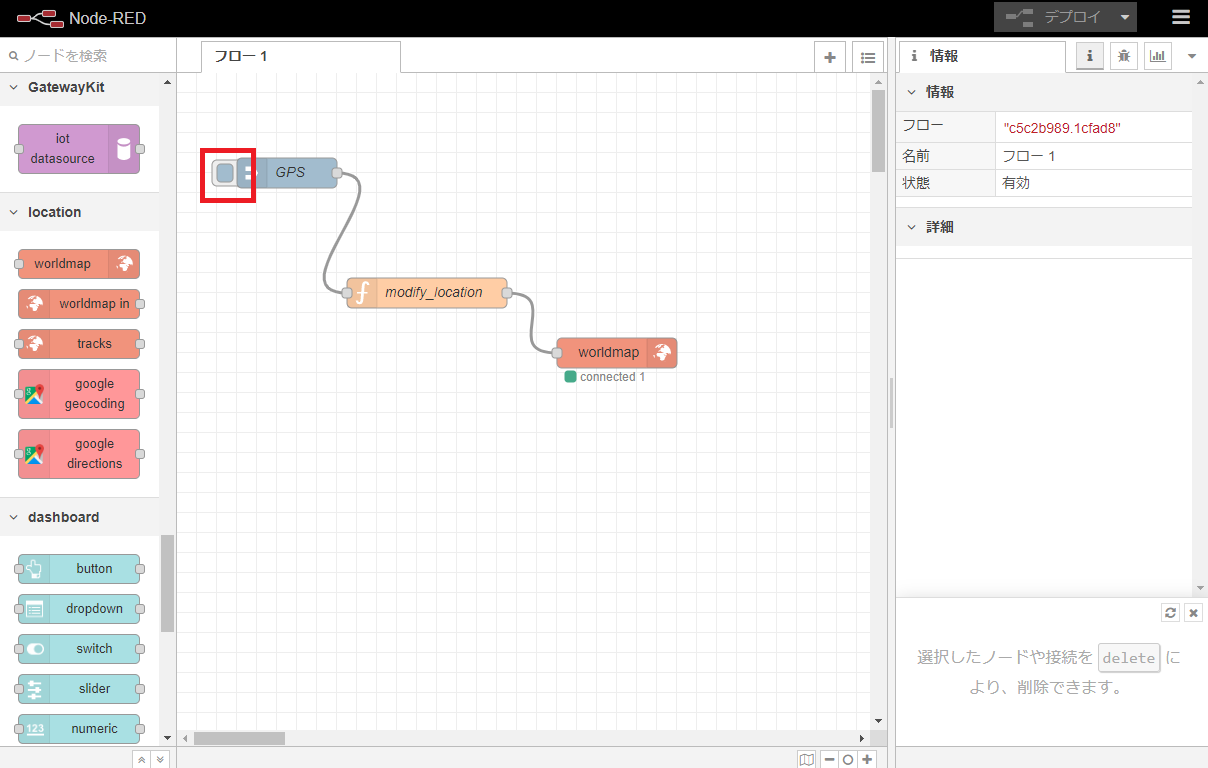 Node-RED
デプロイ
ノードを検索
フロー 1
情報
GatewayKit
iot
datasource
location
worldmap
worldmap in
tracks
google
geocoding
google
directions
dashboard
button
dropdown
switch
slider
123
numeric
GPS
modify_location
worldmap
connected 1
情報
フロー
"c5c2b989.1cfad8"
名前
フロー 1
状態
有効
詳細
選択したノードや接続を delete に
より、削除できます。